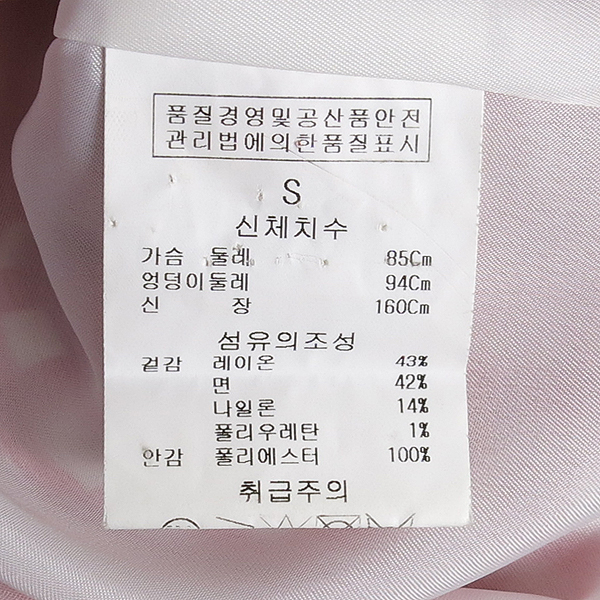 품질경영및공산품안전
관리법에의한품질표시
S
신체치수
가슴 둘레 85Cm
엉덩이둘레 94Cm
신 장 160Cm
섬유의조성
겉감 레이온 43%
면 42%
나일론 14%
폴리우레탄 1%
안감 폴리에스터 100%
취급주의